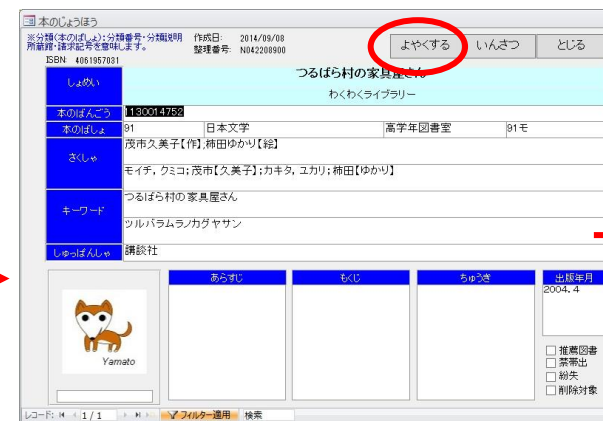 本のじょうほう
※分類(本のばしょ):分類番号・分類説明
所蔵館・請求記号を意味します。
作成日: 2014/09/08
整理番号: N042208900
よやくする いんさつ とじる
ISBN: 4061957031
しょめい
つるばら村の家具屋さん
わくわくライブラリー
本のばんごう 1130014752
本のばしょ 91 日本文学 高学年図書室 91モ
さくしゃ
茂市久美子【作】;柿田ゆかり【絵】
モイチ, クミコ;茂市【久美子】;カキタ, ユカリ;柿田【ゆかり】
キーワード
つるばら村の家具屋さん
ツルバラムラノカグヤサン
しゅっぱんしゃ 講談社
Yamato
あらすじ もくじ ちゅうき 出版年月
2004. 4
推薦図書
禁帯出
紛失
削除対象
レコード: 1 / 1 フィルター適用 検索